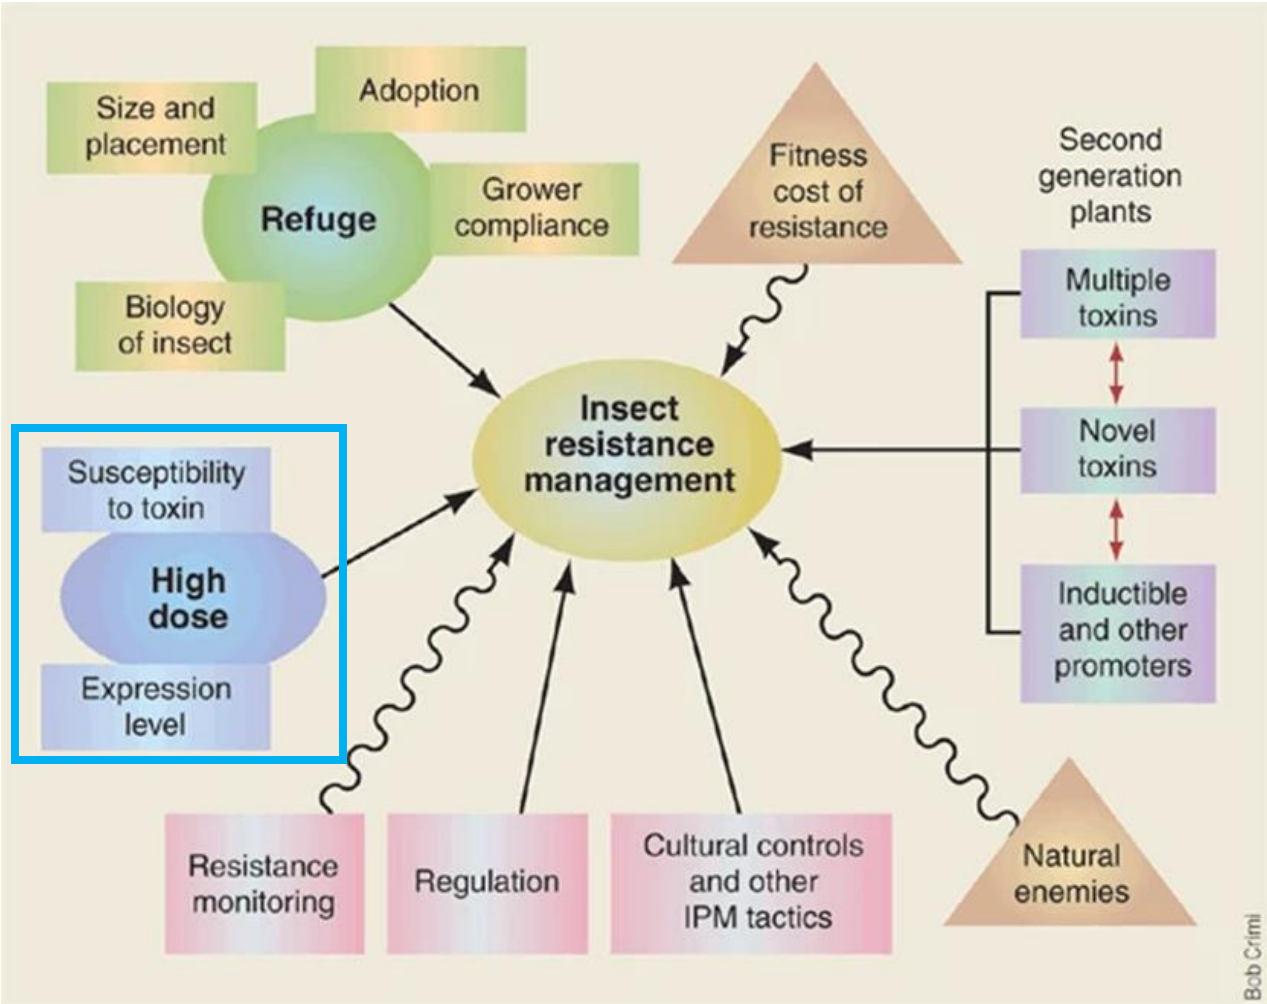 Adoption
Size and
placement
Grower
compliance
Refuge
Biology
of insect
Fitness
cost of
resistance
Second
generation
plants
Multiple
toxins
Novel
toxins
Inductible
and other
promoters
Insect
resistance
management
Susceptibility
to toxin
High
dose
Expression
level
Resistance
monitoring
Regulation
Cultural controls
and other
IPM tactics
Natural
enemies
Bob Crimi